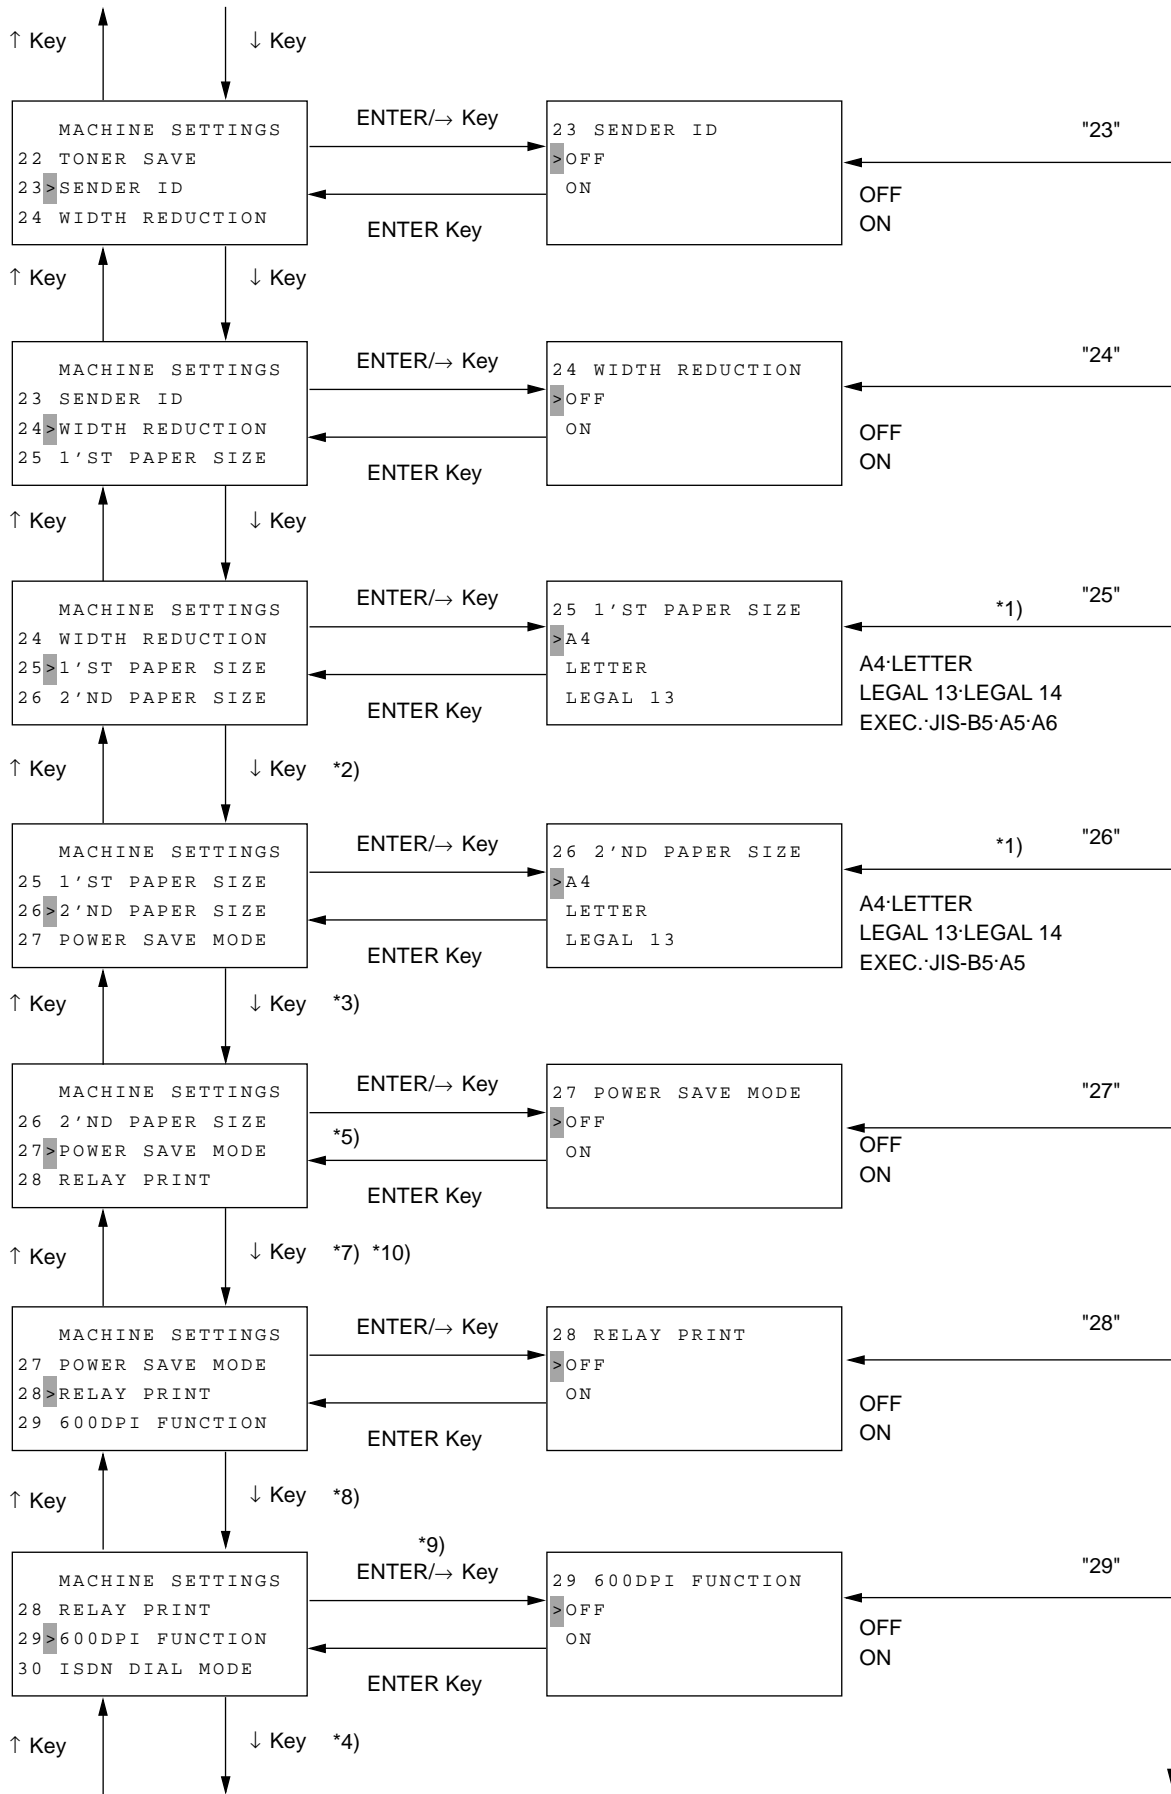 ↑ Key
↓ Key
MACHINE SETTINGS
22 TONER SAVE
23>SENDER ID
24 WIDTH REDUCTION
ENTER/→ Key
ENTER Key
23 SENDER ID
>OFF
ON
"23"
OFF
ON
↑ Key
↓ Key
MACHINE SETTINGS
23 SENDER ID
24>WIDTH REDUCTION
25 1'ST PAPER SIZE
ENTER/→ Key
ENTER Key
24 WIDTH REDUCTION
>OFF
ON
"24"
OFF
ON
↑ Key
↓ Key
MACHINE SETTINGS
24 WIDTH REDUCTION
25>1'ST PAPER SIZE
26 2'ND PAPER SIZE
ENTER/→ Key
ENTER Key
25 1'ST PAPER SIZE
>A4
LETTER
LEGAL 13
*1) "25"
A4·LETTER
LEGAL 13·LEGAL 14
EXEC.·JIS-B5·A5·A6
↑ Key
↓ Key *2)
MACHINE SETTINGS
25 1'ST PAPER SIZE
26>2'ND PAPER SIZE
27 POWER SAVE MODE
ENTER/→ Key
ENTER Key
26 2'ND PAPER SIZE
>A4
LETTER
LEGAL 13
*1) "26"
A4·LETTER
LEGAL 13·LEGAL 14
EXEC.·JIS-B5·A5
↑ Key
↓ Key *3)
MACHINE SETTINGS
26 2'ND PAPER SIZE
27>POWER SAVE MODE
28 RELAY PRINT
ENTER/→ Key
*5)
ENTER Key
27 POWER SAVE MODE
>OFF
ON
"27"
OFF
ON
↑ Key
↓ Key *7) *10)
MACHINE SETTINGS
27 POWER SAVE MODE
28>RELAY PRINT
29 600DPI FUNCTION
ENTER/→ Key
ENTER Key
28 RELAY PRINT
>OFF
ON
"28"
OFF
ON
↑ Key
↓ Key *8)
MACHINE SETTINGS
28 RELAY PRINT
29>600DPI FUNCTION
30 ISDN DIAL MODE
*9)
ENTER/→ Key
ENTER Key
29 600DPI FUNCTION
>OFF
ON
"29"
OFF
ON
↑ Key
↓ Key *4)